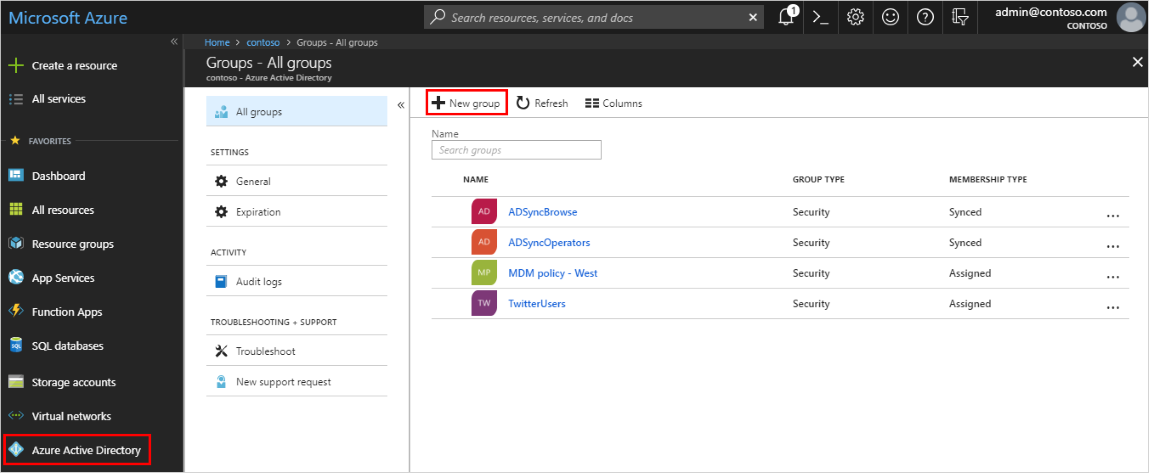 Microsoft Azure
Search resources, services, and docs
1
admin@contoso.com
CONTOSO
Home > contoso > Groups - All groups
Groups - All groups
contoso - Azure Active Directory
Create a resource
All services
FAVORITES
Dashboard
All resources
Resource groups
App Services
Function Apps
SQL databases
Storage accounts
Virtual networks
Azure Active Directory
All groups
SETTINGS
General
Expiration
ACTIVITY
Audit logs
TROUBLESHOOTING + SUPPORT
Troubleshoot
New support request
New group Refresh Columns
Name
Search groups
NAME GROUP TYPE MEMBERSHIP TYPE
AD ADSyncBrowse Security Synced ...
AD ADSyncOperators Security Synced ...
MP MDM policy - West Security Assigned ...
TW TwitterUsers Security Assigned ...